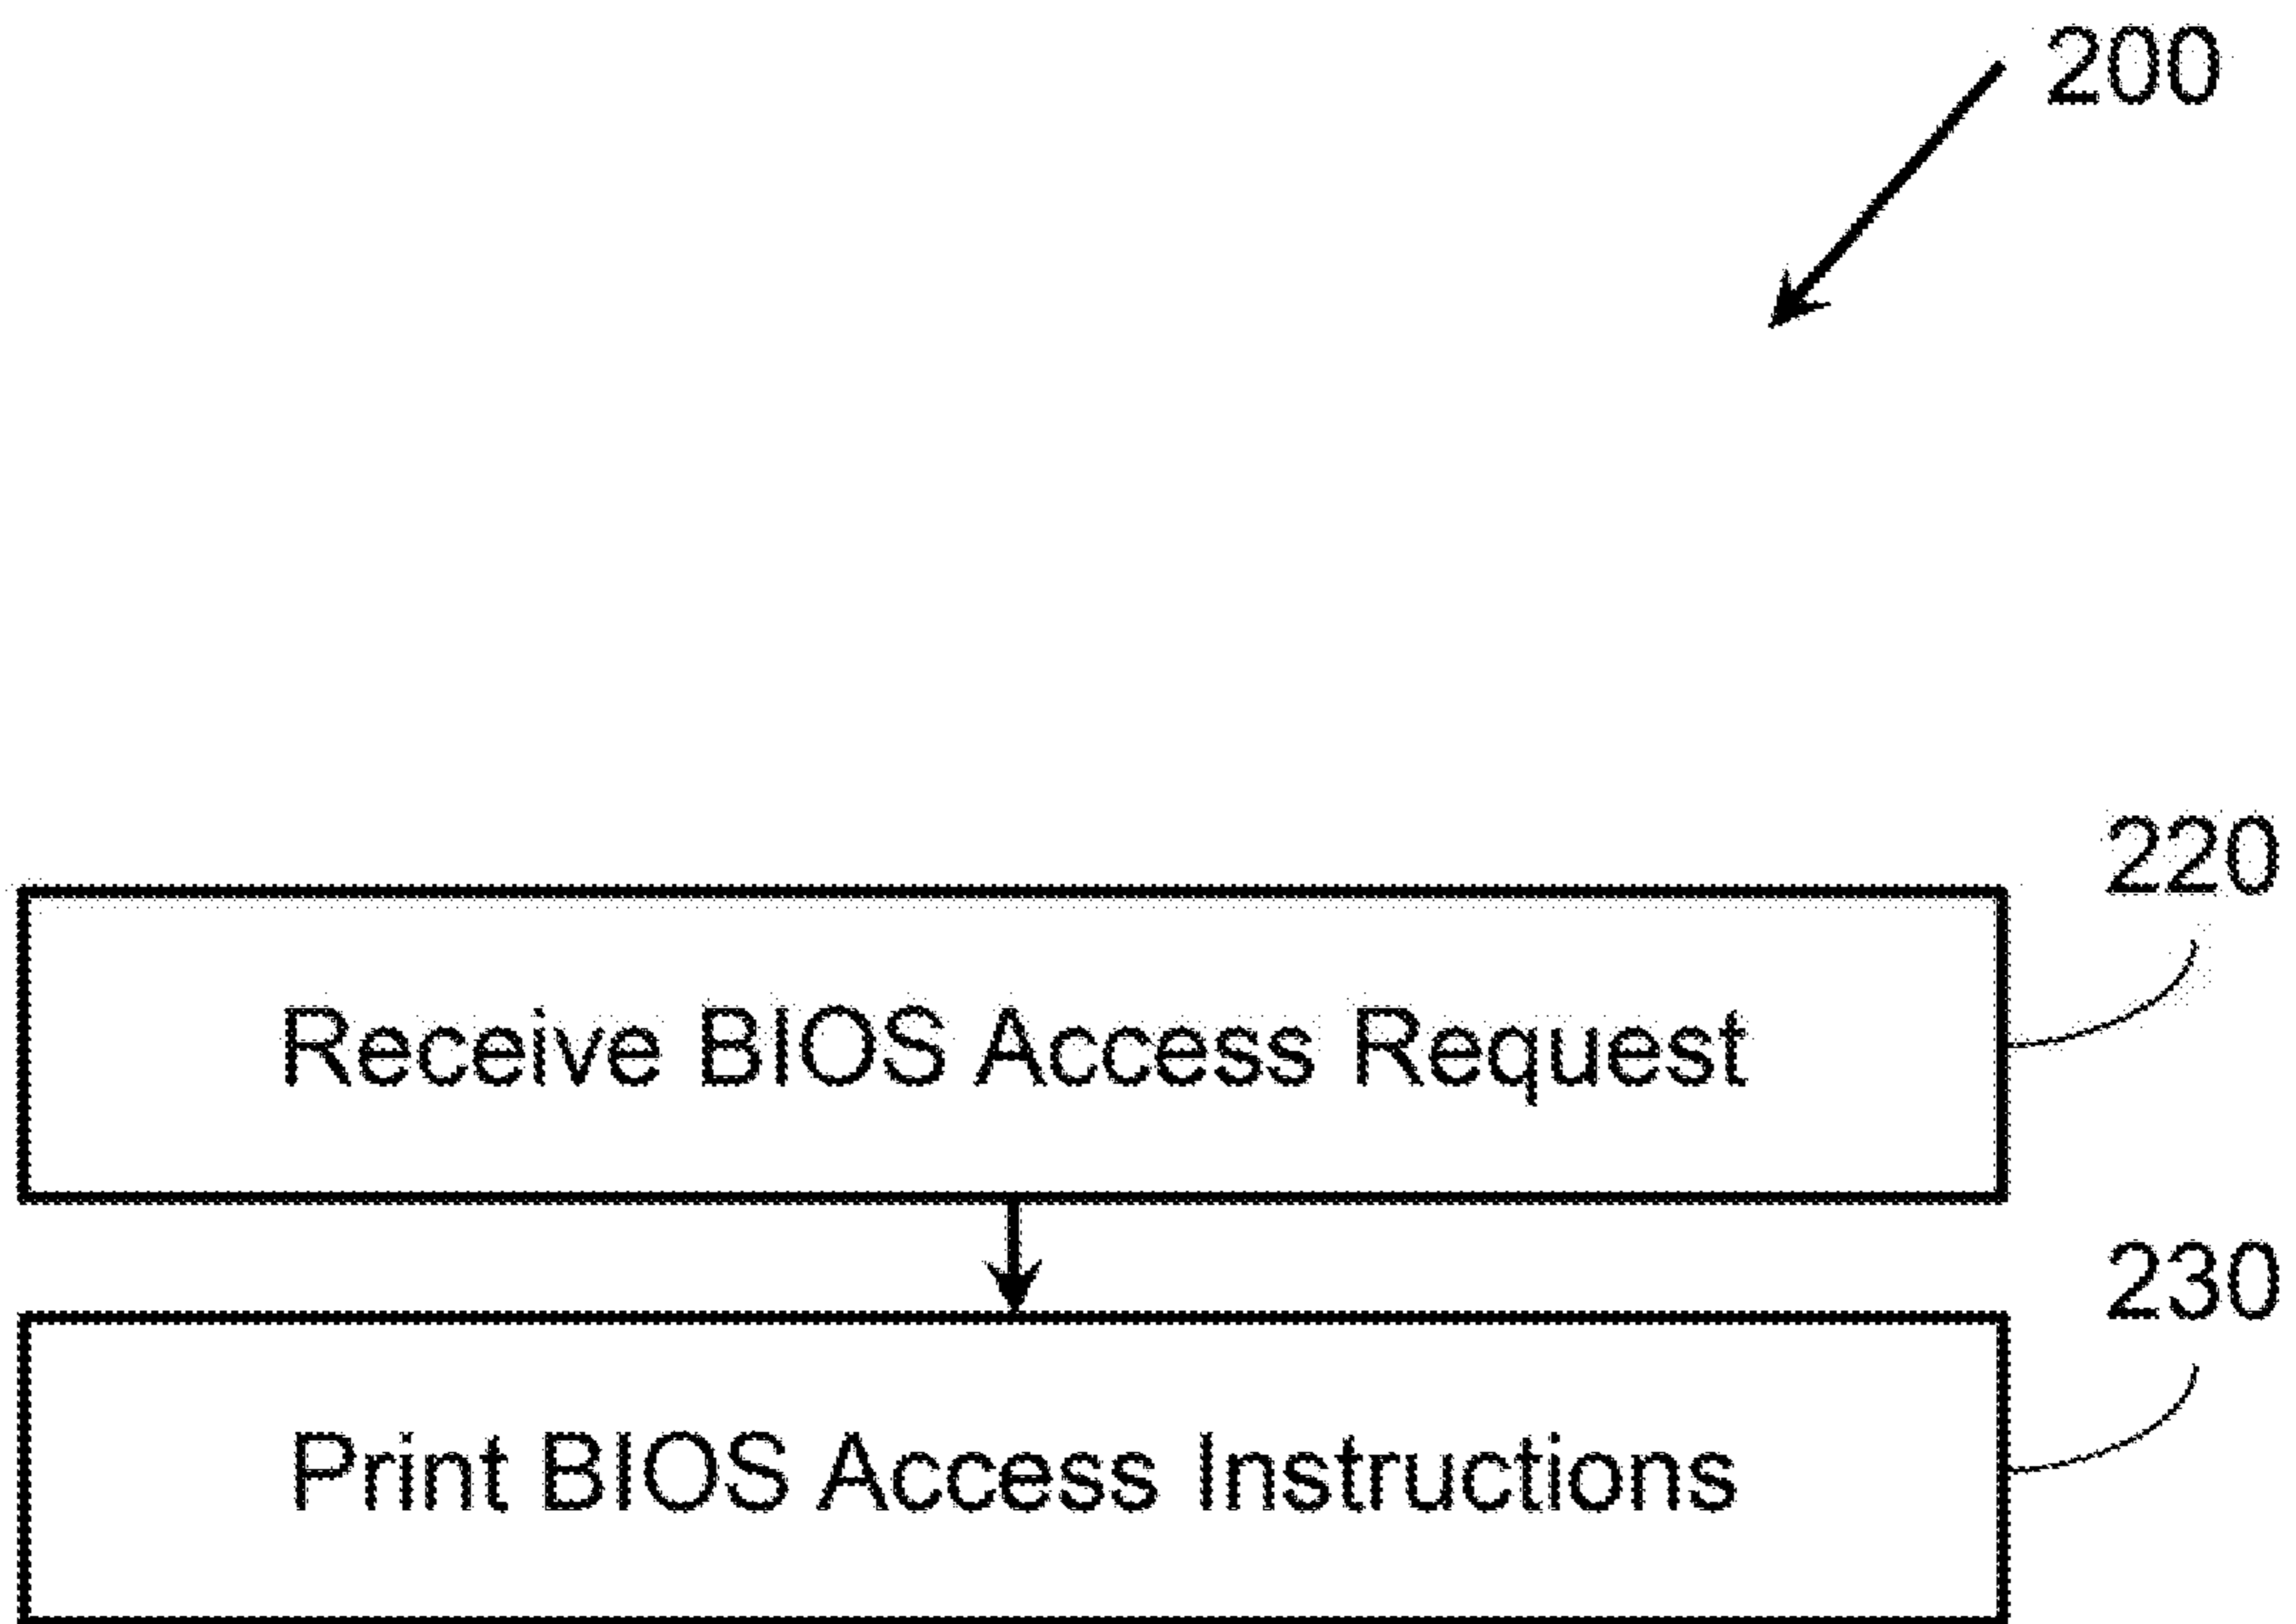 200
220
Receive BIOS Access Request
230
Print BIOS Access Instructions